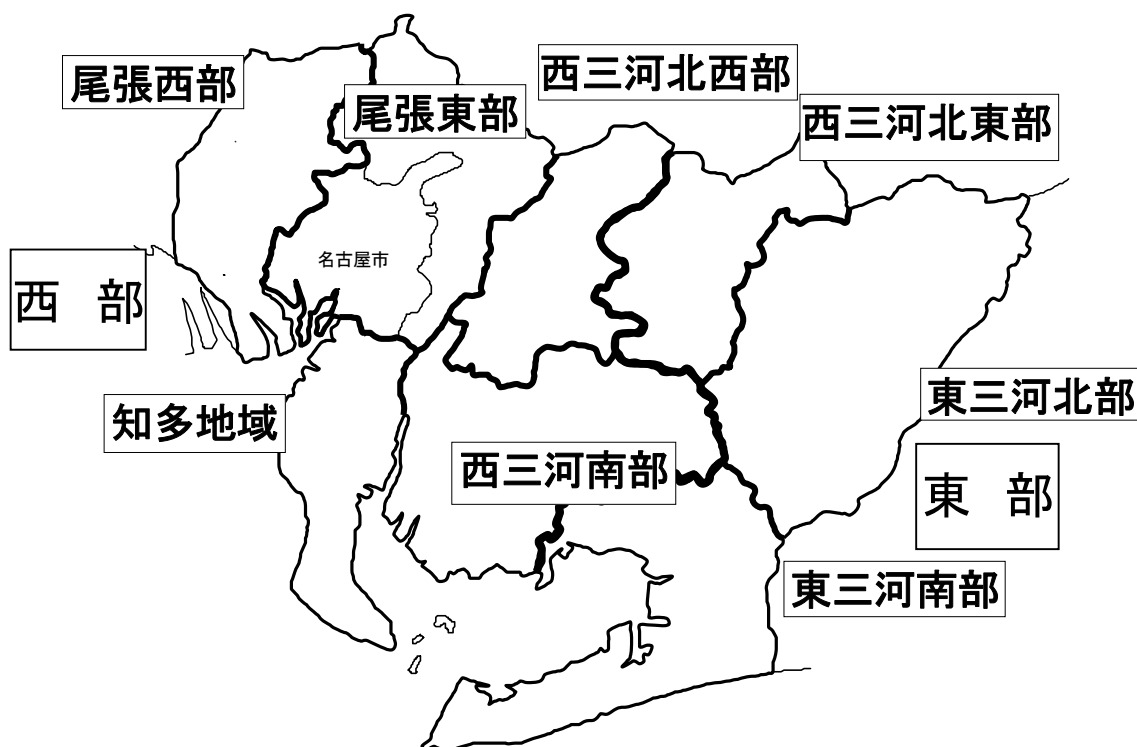 尾張西部
尾張東部
西三河北西部
西三河北東部
名古屋市
西 部
知多地域
東三河北部
西三河南部
東 部
東三河南部